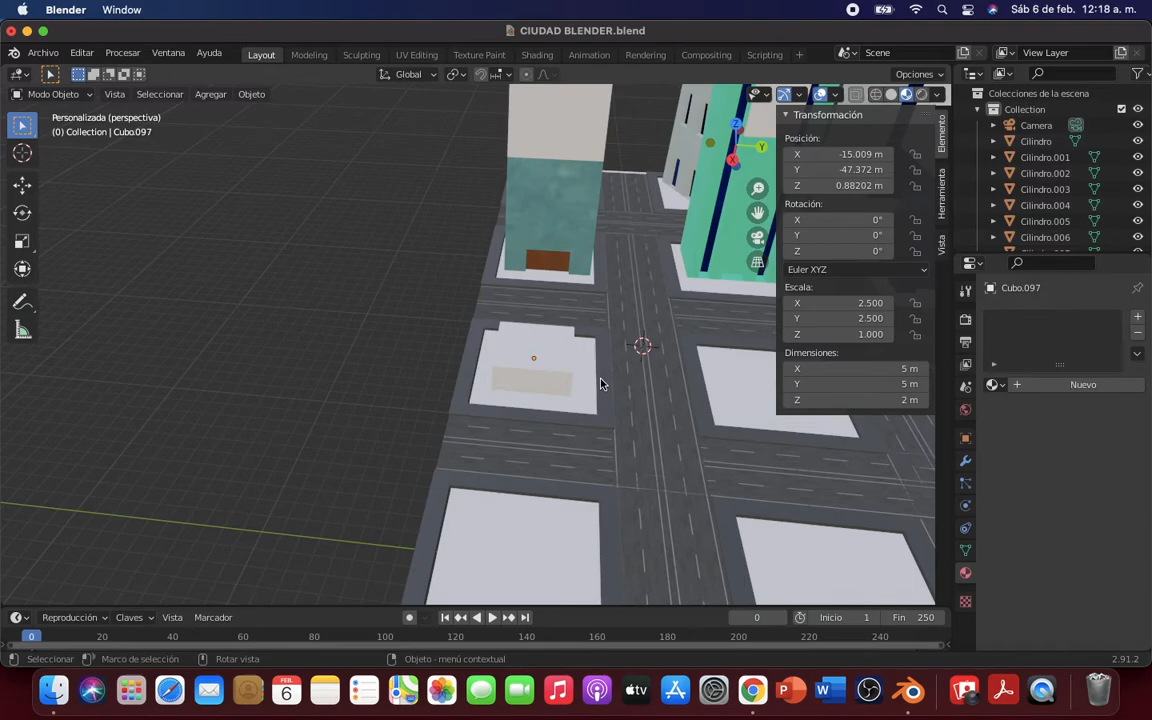 Blender Window Sáb 6 de feb. 12:18 a. m.
CIUDAD BLENDER.blend
Archivo Editar Procesar Ventana Ayuda Layout Modeling Sculpting UV Editing Texture Paint Shading Animation Rendering Compositing Scripting + Scene View Layer
Global Opciones
Modo Objeto Vista Seleccionar Agregar Objeto
Colecciones de la escena
Collection
Camera
Cilindro
Cilindro.001
Cilindro.002
Cilindro.003
Cilindro.004
Cilindro.005
Cilindro.006
Personalizada (perspectiva)
(0) Collection | Cubo.097
Z
Y
X
Transformación
Posición:
X -15.009 m
Y -47.372 m
Z 0.88202 m
Rotación:
X 0°
Y 0°
Z 0°
Euler XYZ
Escala:
X 2.500
Y 2.500
Z 1.000
Dimensiones:
X 5 m
Y 5 m
Z 2 m
Elemento
Herramienta
Vista
Cubo.097
Nuevo
Reproducción Claves Vista Marcador 0 Inicio 1 Fin 250
0 20 40 60 80 100 120 140 160 180 200 220 240
Seleccionar Marco de selección Rotar vista Objeto - menú contextual 2.91.2
FEB
6
tv